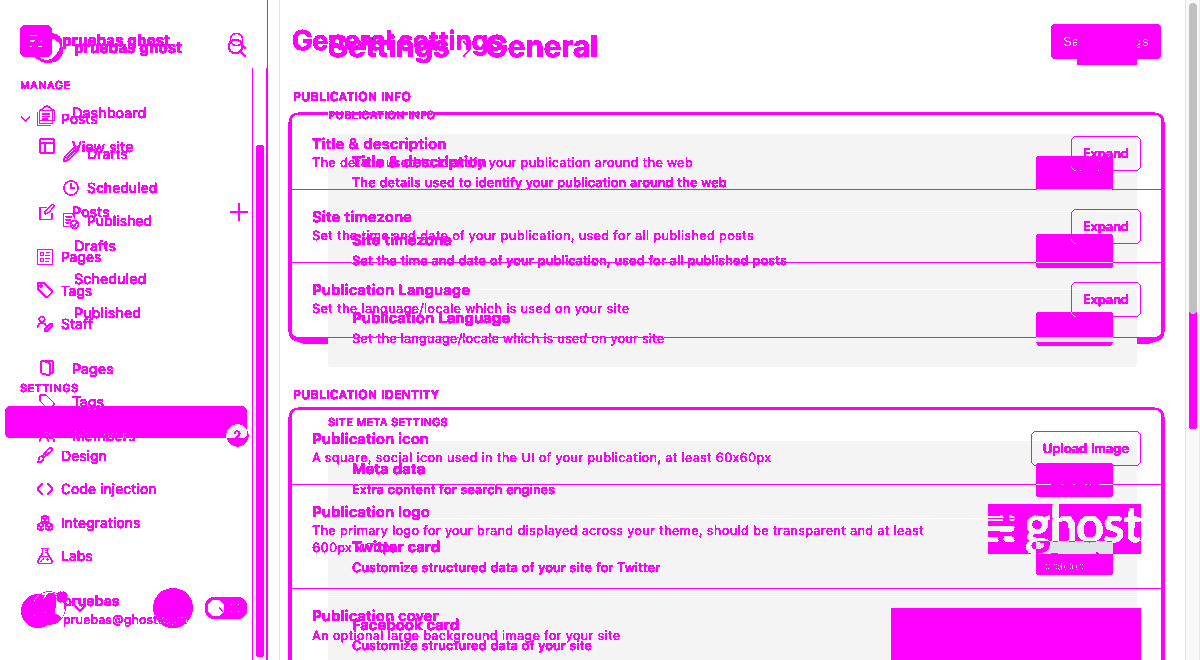 pruebas ghost
pruebas ghost
MANAGE
Dashboard
Posts
View site
Drafts
Scheduled
Posts
Published
Drafts
Pages
Scheduled
Tags
Published
Staff
Pages
SETTINGS
Tags
Members
2
Design
Code injection
Integrations
Labs
pruebas
pruebas@ghost
General settings
Settings > General
PUBLICATION INFO
PUBLICATION INFO
Title & description
Expand
The details used to identify your publication around the web
Title & description
The details used to identify your publication around the web
Site timezone
Expand
Set the time and date of your publication, used for all published posts
Site timezone
Set the time and date of your publication, used for all published posts
Publication Language
Expand
Set the language/locale which is used on your site
Publication Language
Set the language/locale which is used on your site
PUBLICATION IDENTITY
SITE META SETTINGS
Publication icon
Upload Image
A square, social icon used in the UI of your publication, at least 60x60px
Meta data
Extra content for search engines
Publication logo
ghost
The primary logo for your brand displayed across your theme, should be transparent and at least
Twitter card
Customize structured data of your site for Twitter
Publication cover
Facebook card
An optional large background image for your site
Customize structured data of your site